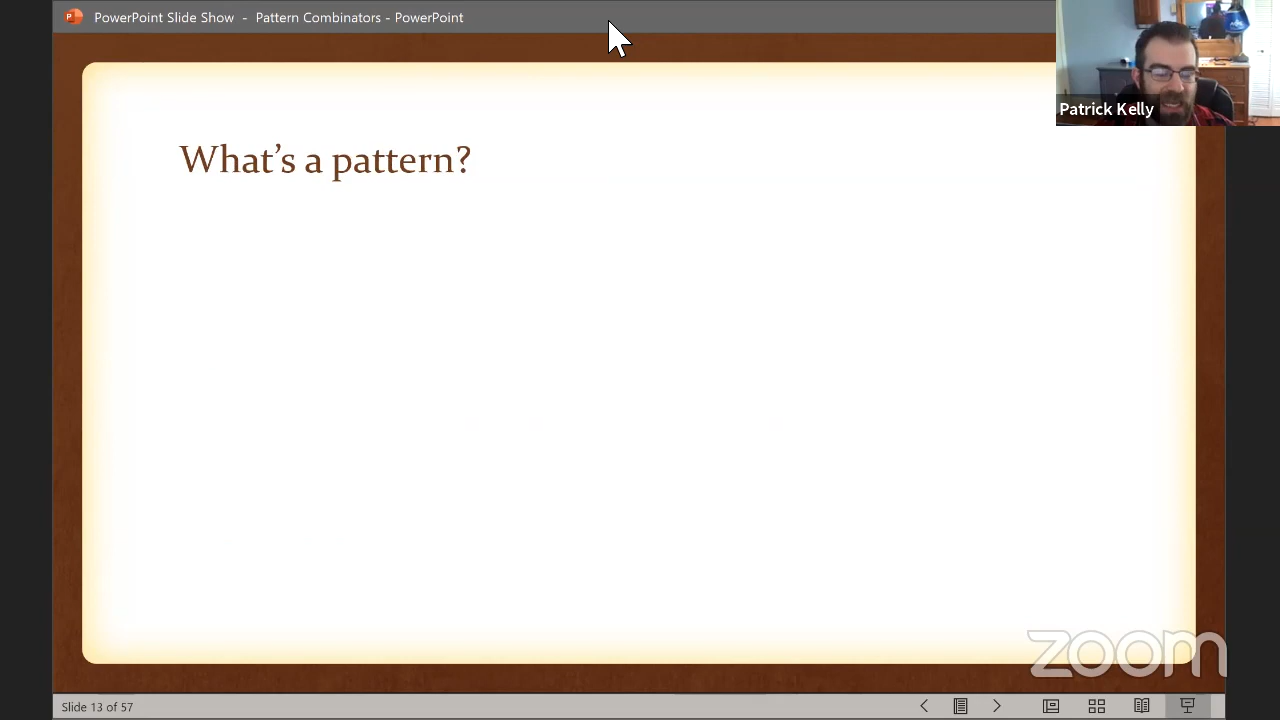 PowerPoint Slide Show - Pattern Combinators - PowerPoint
Patrick Kelly
What's a pattern?
zoom
Slide 13 of 57